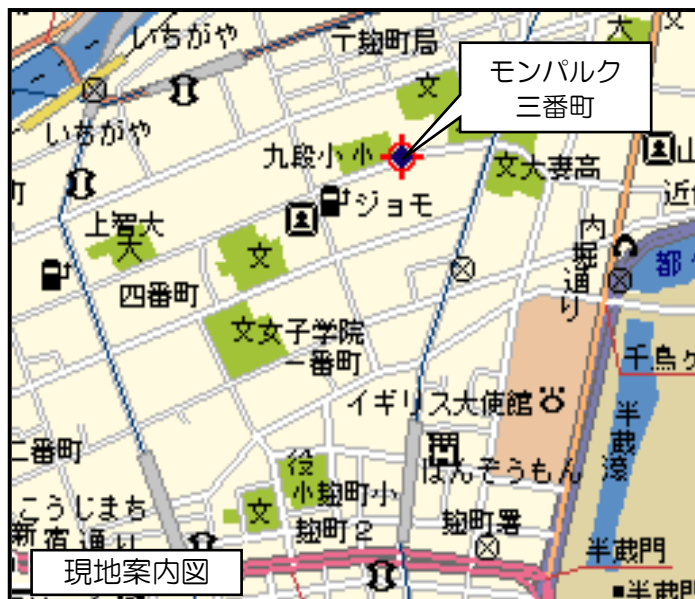 いちがや
千麹町局
大
文
モンパルク
三番町
文
いちがや
九段小
小
文
大妻高
山
近
町
上智大
大
ジョモ
内堀通り
都
四番町
文
文
女子学院
一番町
千鳥ヶ
イギリス大使館
半蔵濠
二番町
はんぞうもん
役
小
麹町小
文
こうじまち
新宿通り
麹町2
麹町署
半蔵門
現地案内図
■半蔵門